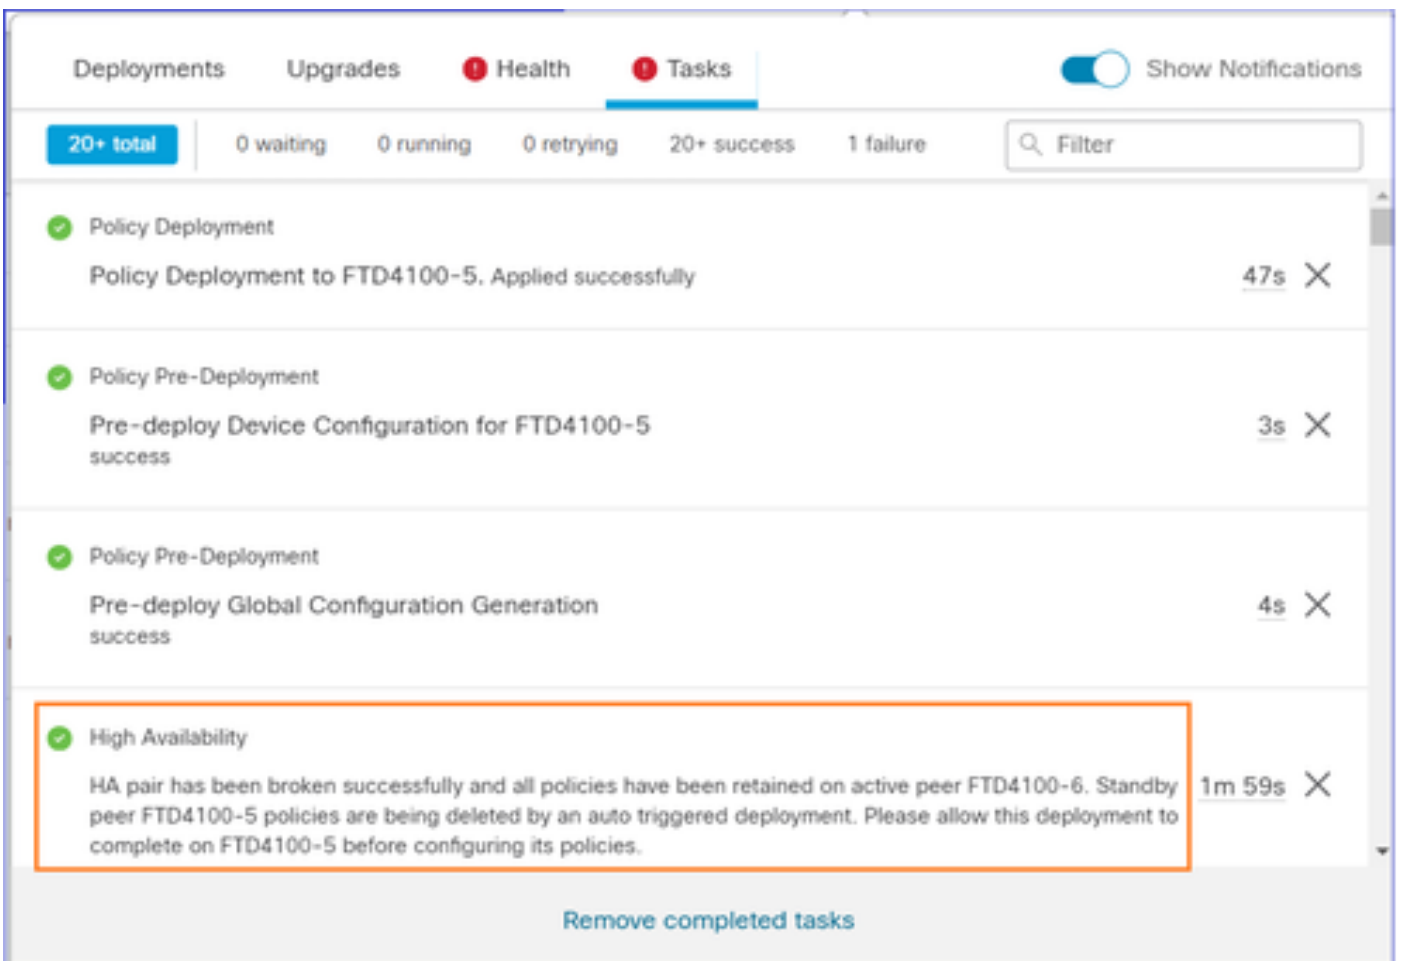 Deployments Upgrades Health Tasks Show Notifications
20+ total 0 waiting 0 running 0 retrying 20+ success 1 failure Filter
Policy Deployment
Policy Deployment to FTD4100-5. Applied successfully 47s
Policy Pre-Deployment
Pre-deploy Device Configuration for FTD4100-5 3s
success
Policy Pre-Deployment
Pre-deploy Global Configuration Generation 4s
success
High Availability
HA pair has been broken successfully and all policies have been retained on active peer FTD4100-6. Standby 1m 59s
peer FTD4100-5 policies are being deleted by an auto triggered deployment. Please allow this deployment to
complete on FTD4100-5 before configuring its policies.
Remove completed tasks